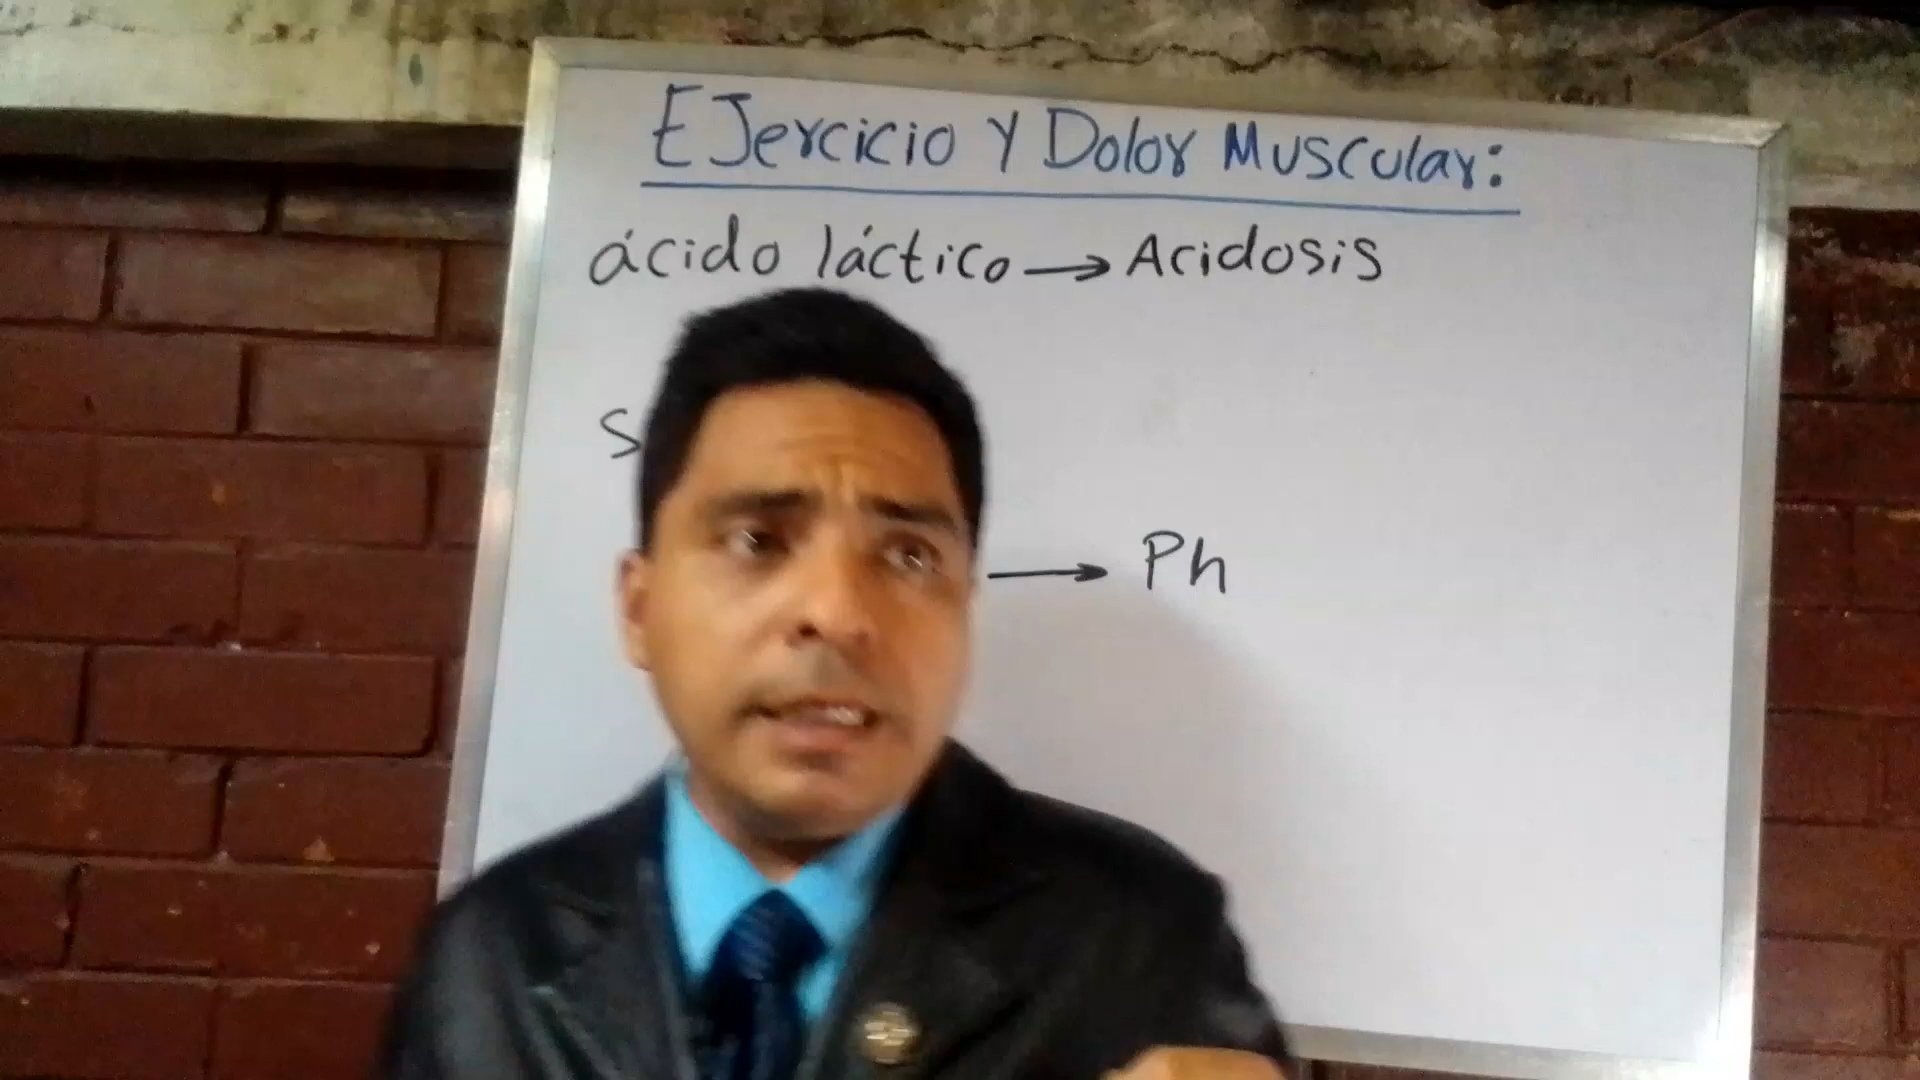 EJercicio Y Dolor Muscular:
ácido láctico → Acidosis
S
→ Ph